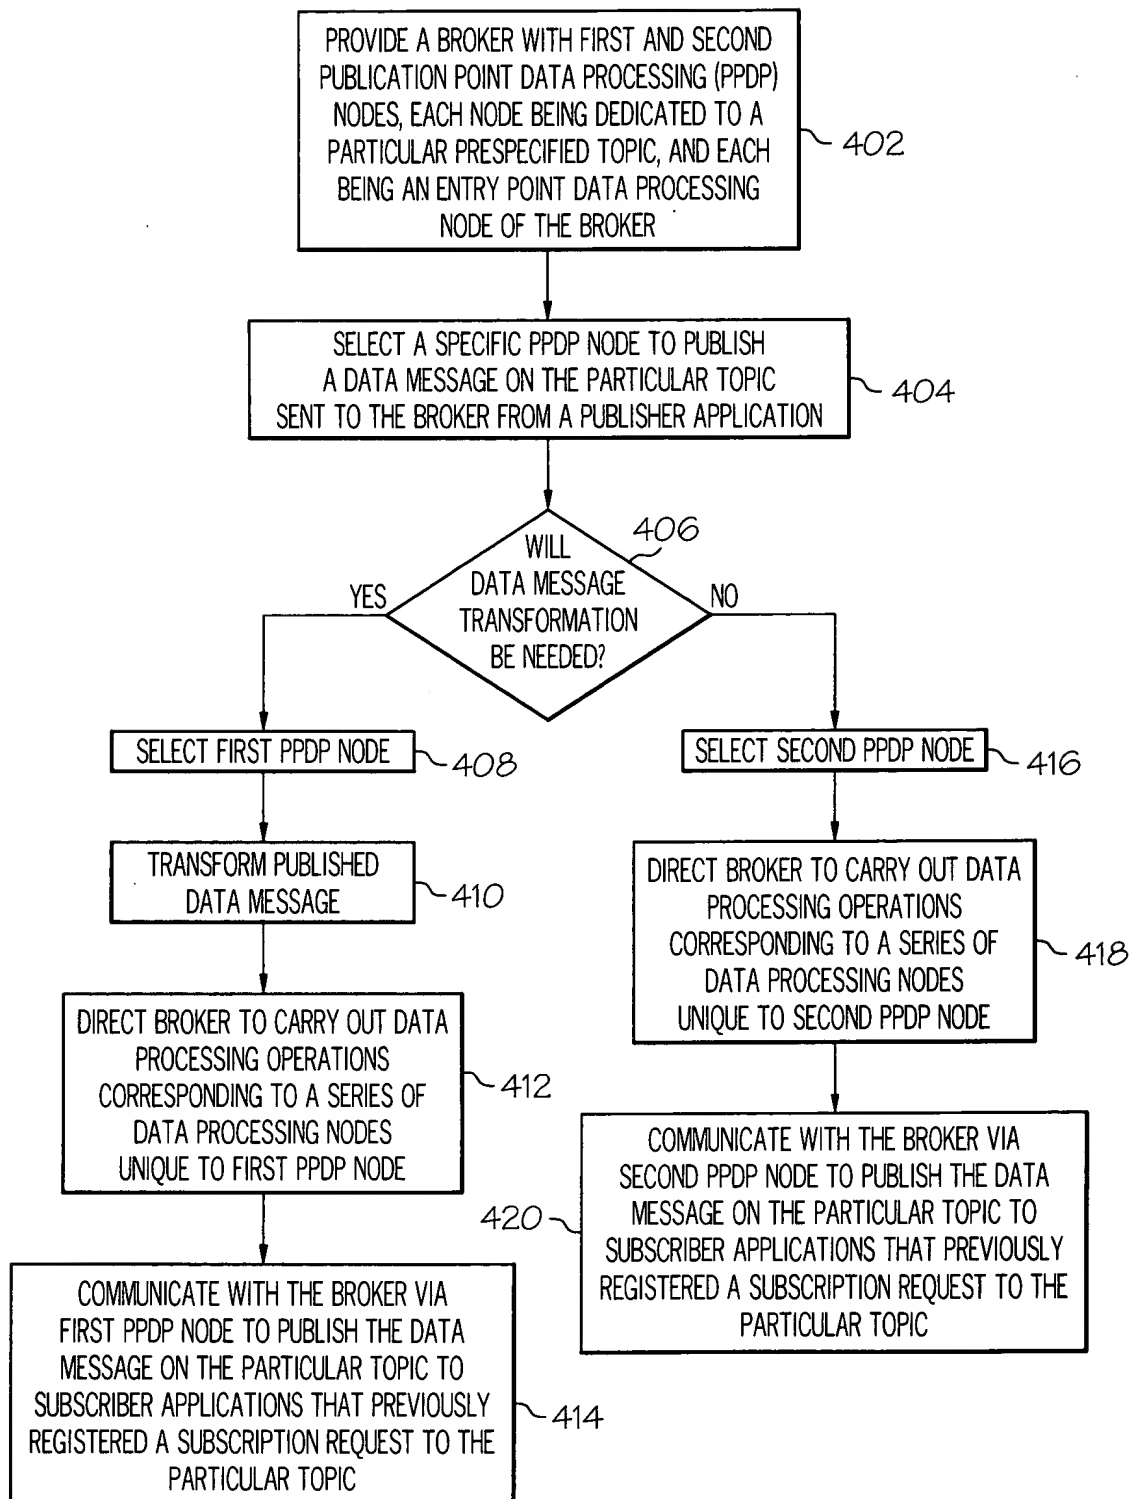 PROVIDE A BROKER WITH FIRST AND SECOND
PUBLICATION POINT DATA PROCESSING (PPDP)
NODES, EACH NODE BEING DEDICATED TO A
PARTICULAR PRESPECIFIED TOPIC, AND EACH
BEING AN ENTRY POINT DATA PROCESSING
NODE OF THE BROKER
402
SELECT A SPECIFIC PPDP NODE TO PUBLISH
A DATA MESSAGE ON THE PARTICULAR TOPIC
SENT TO THE BROKER FROM A PUBLISHER APPLICATION
404
406
WILL
DATA MESSAGE
TRANSFORMATION
BE NEEDED?
YES
NO
SELECT FIRST PPDP NODE
408
TRANSFORM PUBLISHED
DATA MESSAGE
410
DIRECT BROKER TO CARRY OUT DATA
PROCESSING OPERATIONS
CORRESPONDING TO A SERIES OF
DATA PROCESSING NODES
UNIQUE TO FIRST PPDP NODE
412
COMMUNICATE WITH THE BROKER VIA
FIRST PPDP NODE TO PUBLISH THE DATA
MESSAGE ON THE PARTICULAR TOPIC TO
SUBSCRIBER APPLICATIONS THAT PREVIOUSLY
REGISTERED A SUBSCRIPTION REQUEST TO THE
PARTICULAR TOPIC
414
SELECT SECOND PPDP NODE
416
DIRECT BROKER TO CARRY OUT DATA
PROCESSING OPERATIONS
CORRESPONDING TO A SERIES OF
DATA PROCESSING NODES
UNIQUE TO SECOND PPDP NODE
418
COMMUNICATE WITH THE BROKER VIA
SECOND PPDP NODE TO PUBLISH THE DATA
MESSAGE ON THE PARTICULAR TOPIC TO
SUBSCRIBER APPLICATIONS THAT PREVIOUSLY
REGISTERED A SUBSCRIPTION REQUEST TO THE
PARTICULAR TOPIC
420